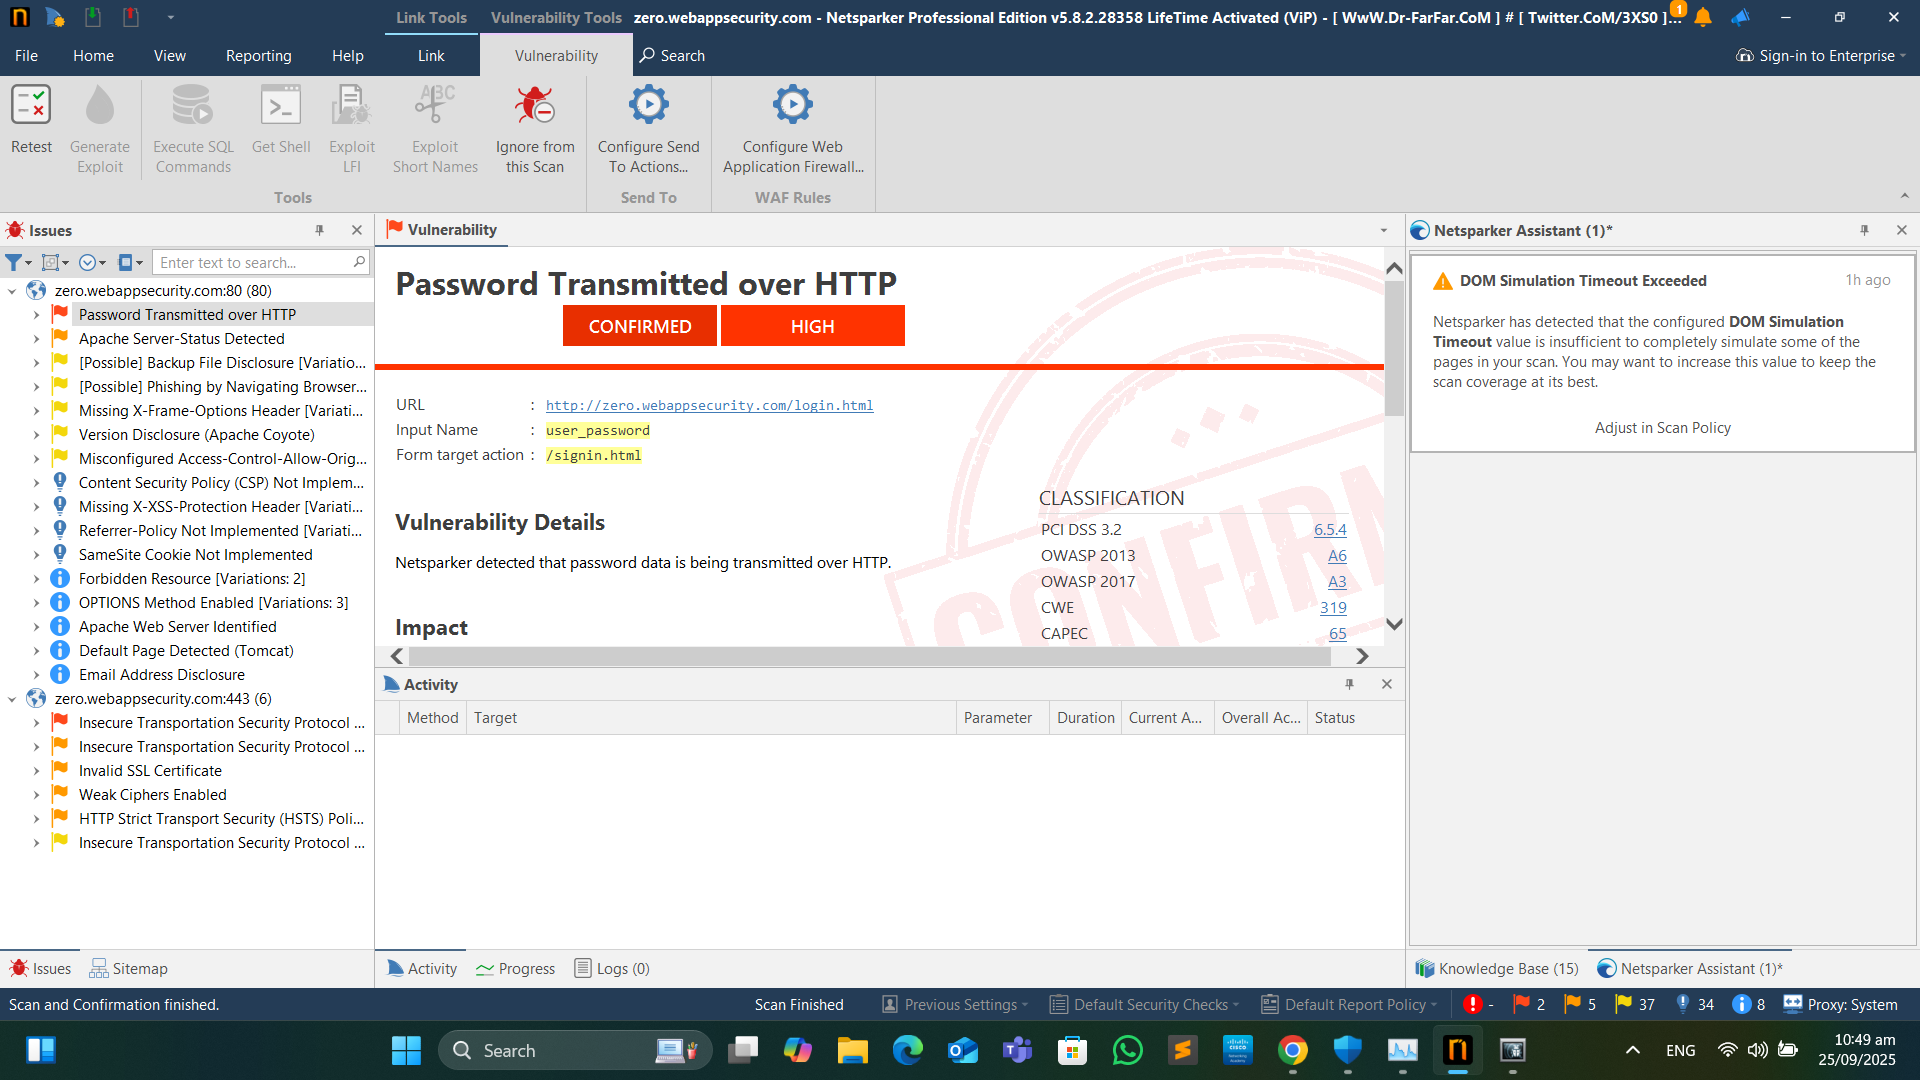 Link Tools
Vulnerability Tools
zero.webappsecurity.com - Netsparker Professional Edition v5.8.2.28358 LifeTime Activated (ViP) - [ WwW.Dr-FarFar.CoM ] # [ Twitter.CoM/3XS0 ]...
1
File
Home
View
Reporting
Help
Link
Vulnerability
Search
Sign-in to Enterprise
Retest
Generate
Exploit
Execute SQL
Commands
Get Shell
Exploit
LFI
ABC
Exploit
Short Names
Ignore from
this Scan
Configure Send
To Actions...
Configure Web
Application Firewall...
Tools
Send To
WAF Rules
Issues
Enter text to search...
zero.webappsecurity.com:80 (80)
Password Transmitted over HTTP
Apache Server-Status Detected
[Possible] Backup File Disclosure [Variatio...
[Possible] Phishing by Navigating Browser...
Missing X-Frame-Options Header [Variati...
Version Disclosure (Apache Coyote)
Misconfigured Access-Control-Allow-Orig...
Content Security Policy (CSP) Not Implem...
Missing X-XSS-Protection Header [Variati...
Referrer-Policy Not Implemented [Variati...
SameSite Cookie Not Implemented
Forbidden Resource [Variations: 2]
OPTIONS Method Enabled [Variations: 3]
Apache Web Server Identified
Default Page Detected (Tomcat)
Email Address Disclosure
zero.webappsecurity.com:443 (6)
Insecure Transportation Security Protocol ...
Insecure Transportation Security Protocol ...
Invalid SSL Certificate
Weak Ciphers Enabled
HTTP Strict Transport Security (HSTS) Poli...
Insecure Transportation Security Protocol ...
Issues
Sitemap
Vulnerability
Password Transmitted over HTTP
CONFIRMED
HIGH
URL : http://zero.webappsecurity.com/login.html
Input Name : user_password
Form target action : /signin.html
Vulnerability Details
Netsparker detected that password data is being transmitted over HTTP.
Impact
CLASSIFICATION
PCI DSS 3.2 6.5.4
OWASP 2013 A6
OWASP 2017 A3
CWE 319
CAPEC 65
CONFIRM
Activity
Method
Target
Parameter
Duration
Current A...
Overall Ac...
Status
Activity
Progress
Logs (0)
Netsparker Assistant (1)*
DOM Simulation Timeout Exceeded
1h ago
Netsparker has detected that the configured DOM Simulation
Timeout value is insufficient to completely simulate some of the
pages in your scan. You may want to increase this value to keep the
scan coverage at its best.
Adjust in Scan Policy
Knowledge Base (15)
Netsparker Assistant (1)*
Scan and Confirmation finished.
Scan Finished
Previous Settings
Default Security Checks
Default Report Policy
-
2
5
37
34
8
Proxy: System
Search
ENG
10:49 am
25/09/2025